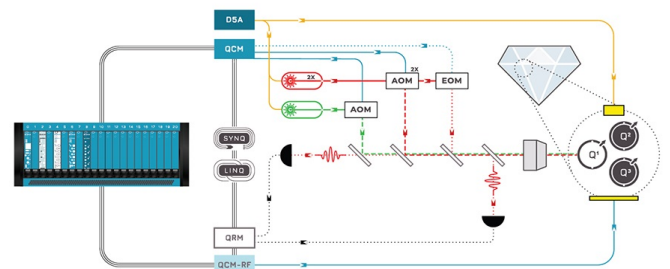 D5A
QCM
2X
AOM
2X
EOM
AOM
SYNQ
LINQ
Q²
Q¹
Q³
QRM
QCM-RF